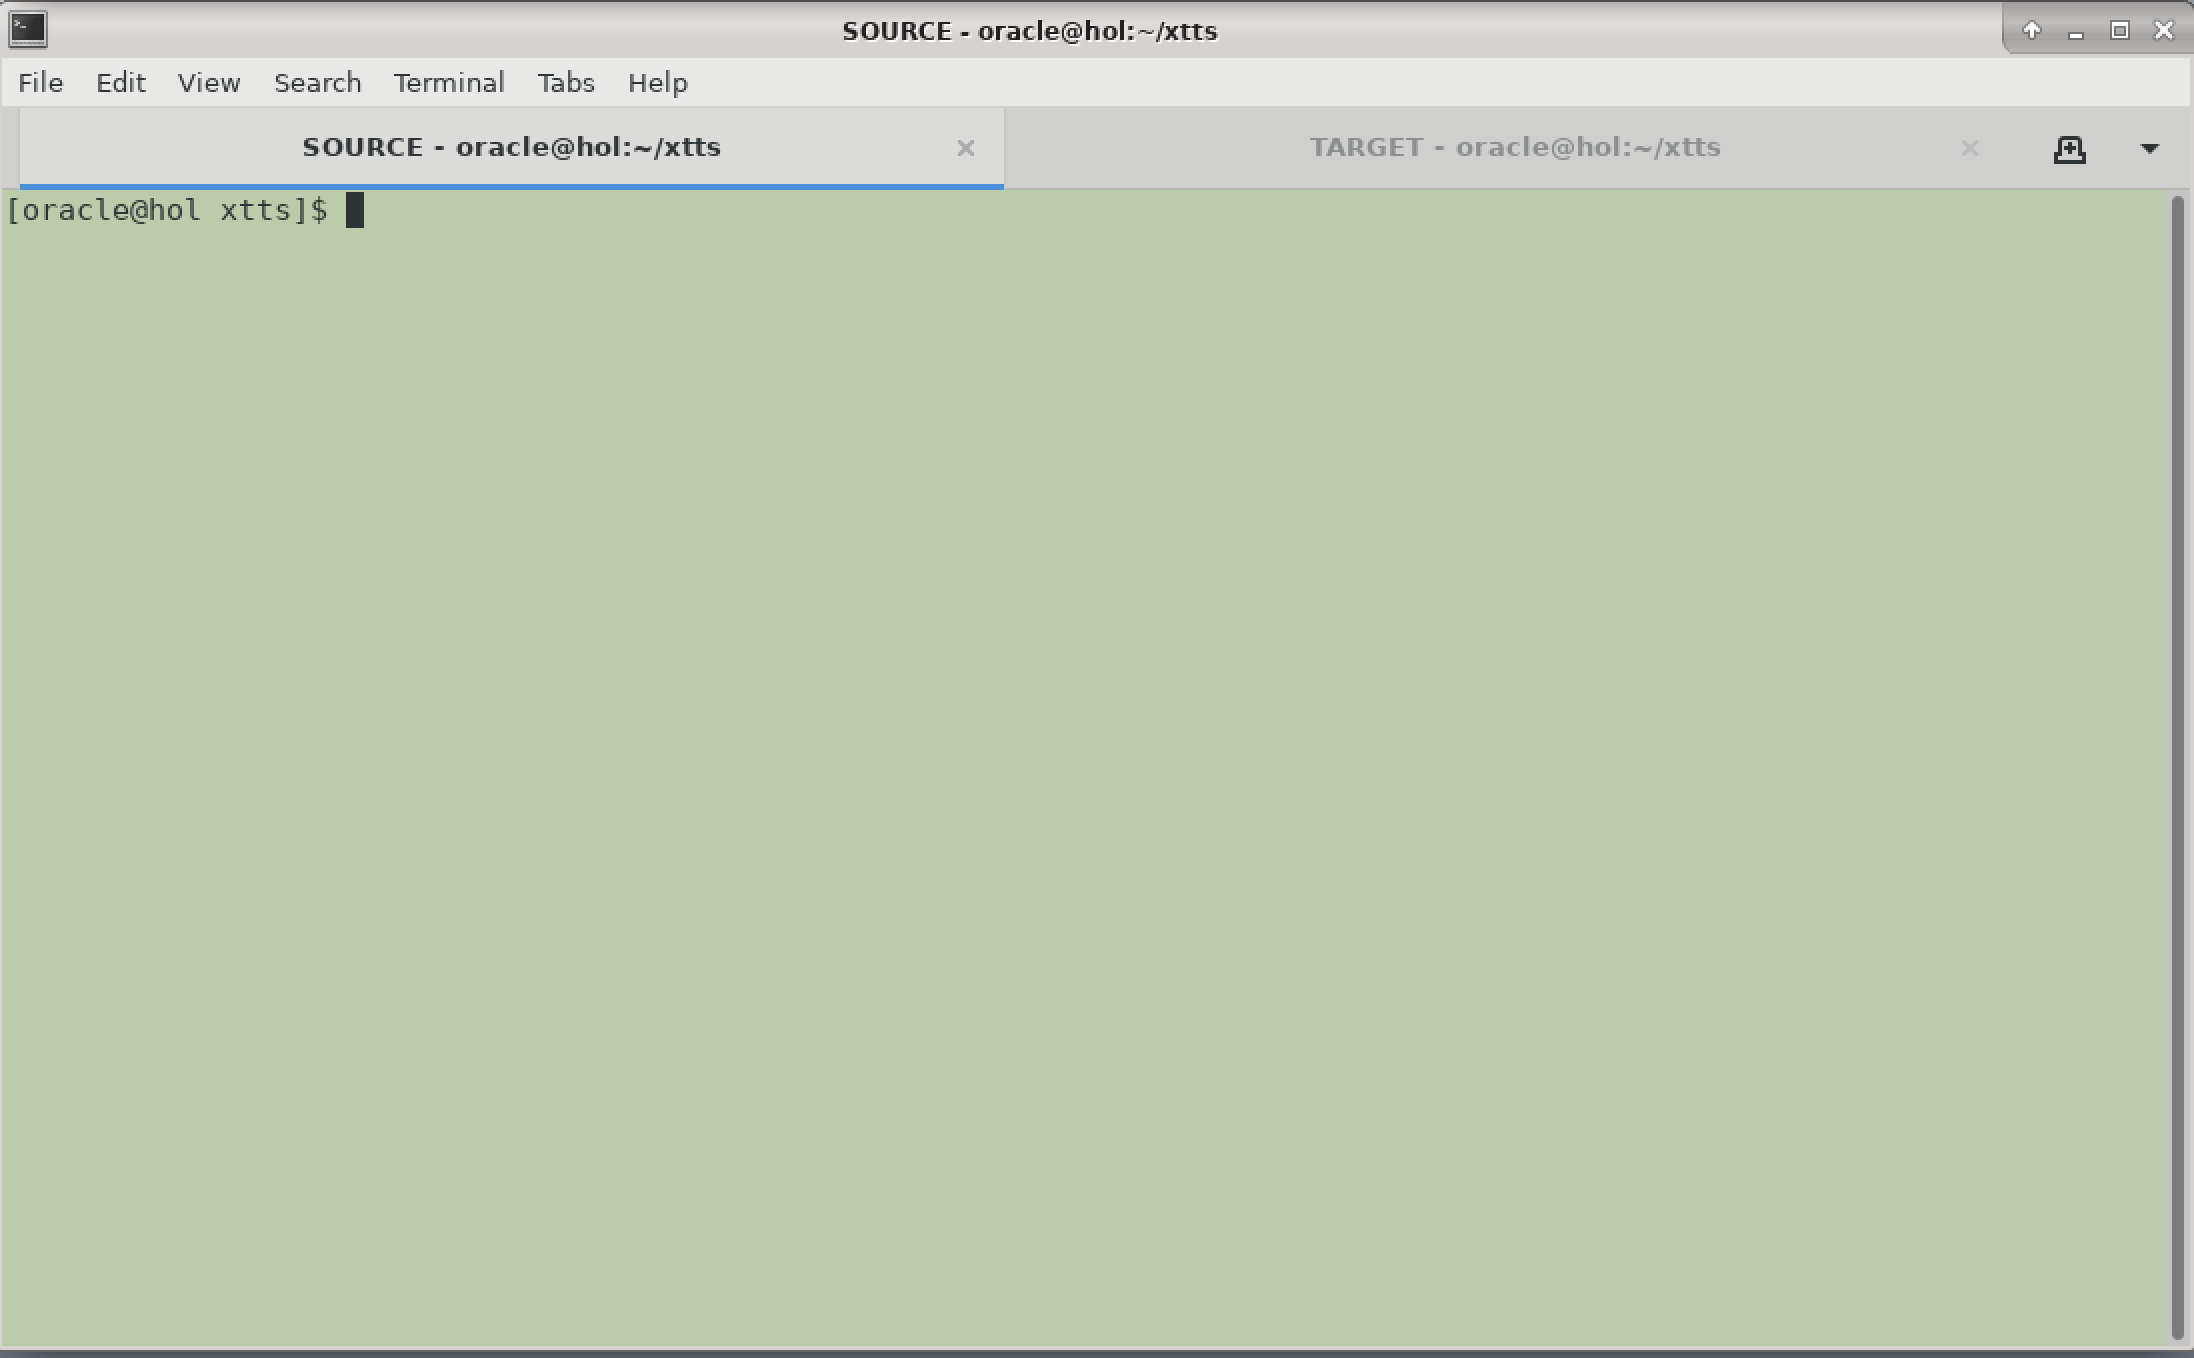 SOURCE - oracle@hol:~/xtts
File Edit View Search Terminal Tabs Help
SOURCE - oracle@hol:~/xtts
TARGET - oracle@hol:~/xtts
[oracle@hol xtts]$